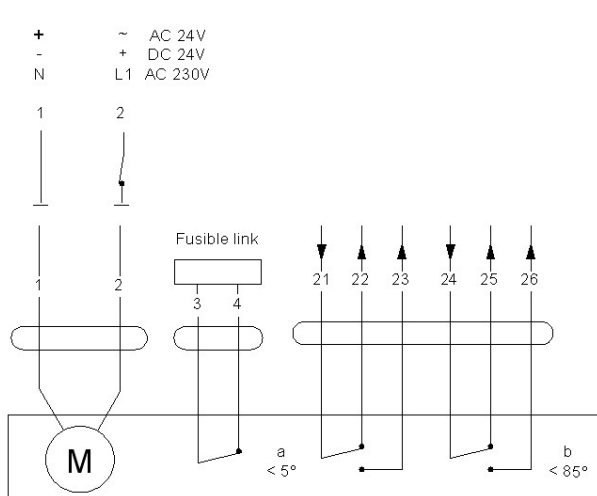 + ~ AC 24V
- + DC 24V
N L1 AC 230V
1 2
Fusible link
1 2 3 4 21 22 23 24 25 26
M a b
< 5° < 85°